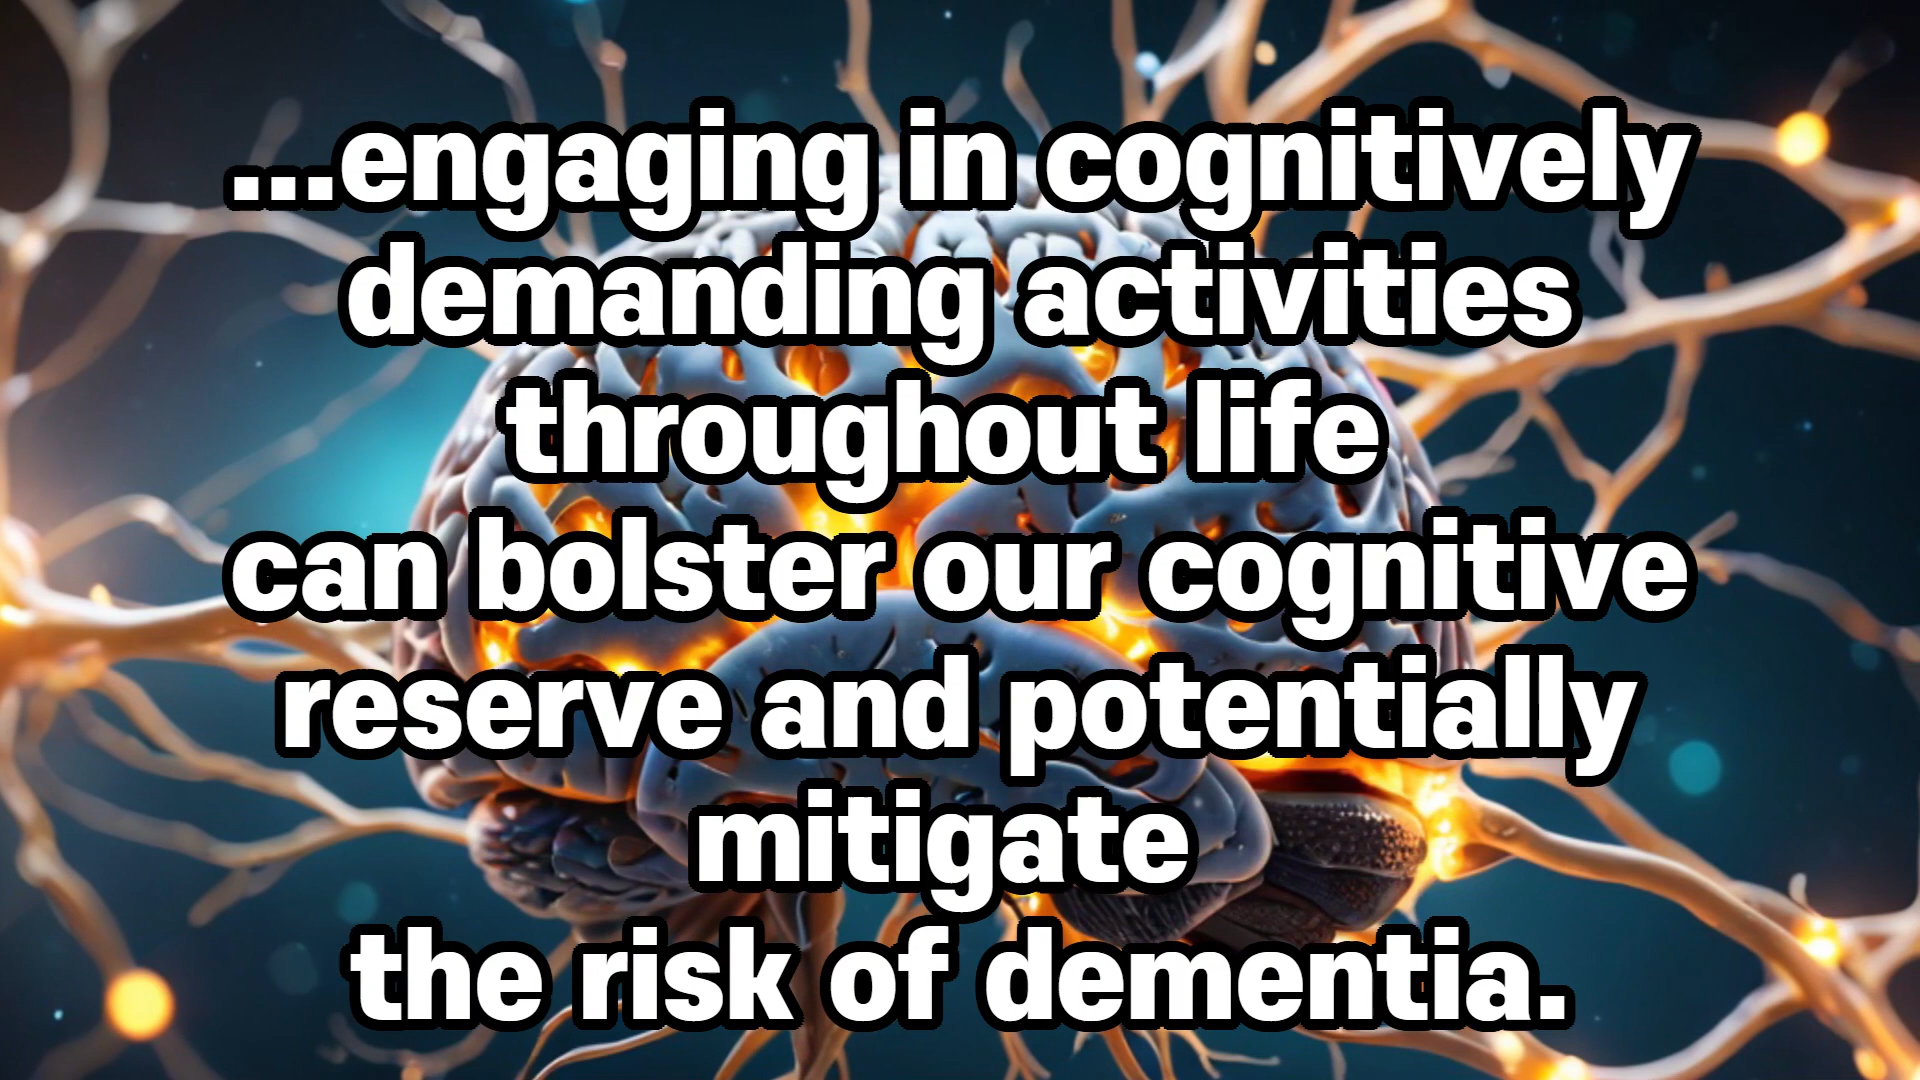 ...engaging in cognitively
demanding activities
throughout life
can bolster our cognitive
reserve and potentially
mitigate
the risk of dementia.